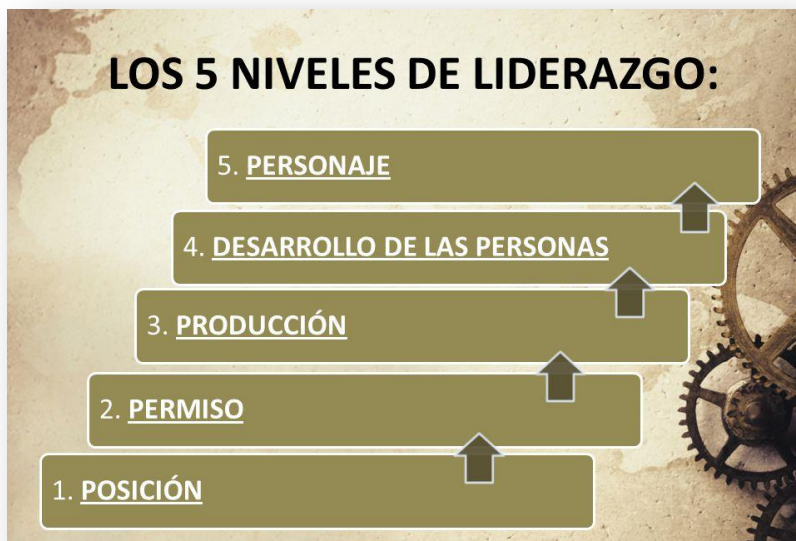 LOS 5 NIVELES DE LIDERAZGO:
5. PERSONAJE
4. DESARROLLO DE LAS PERSONAS
3. PRODUCCIÓN
2. PERMISO
1. POSICIÓN